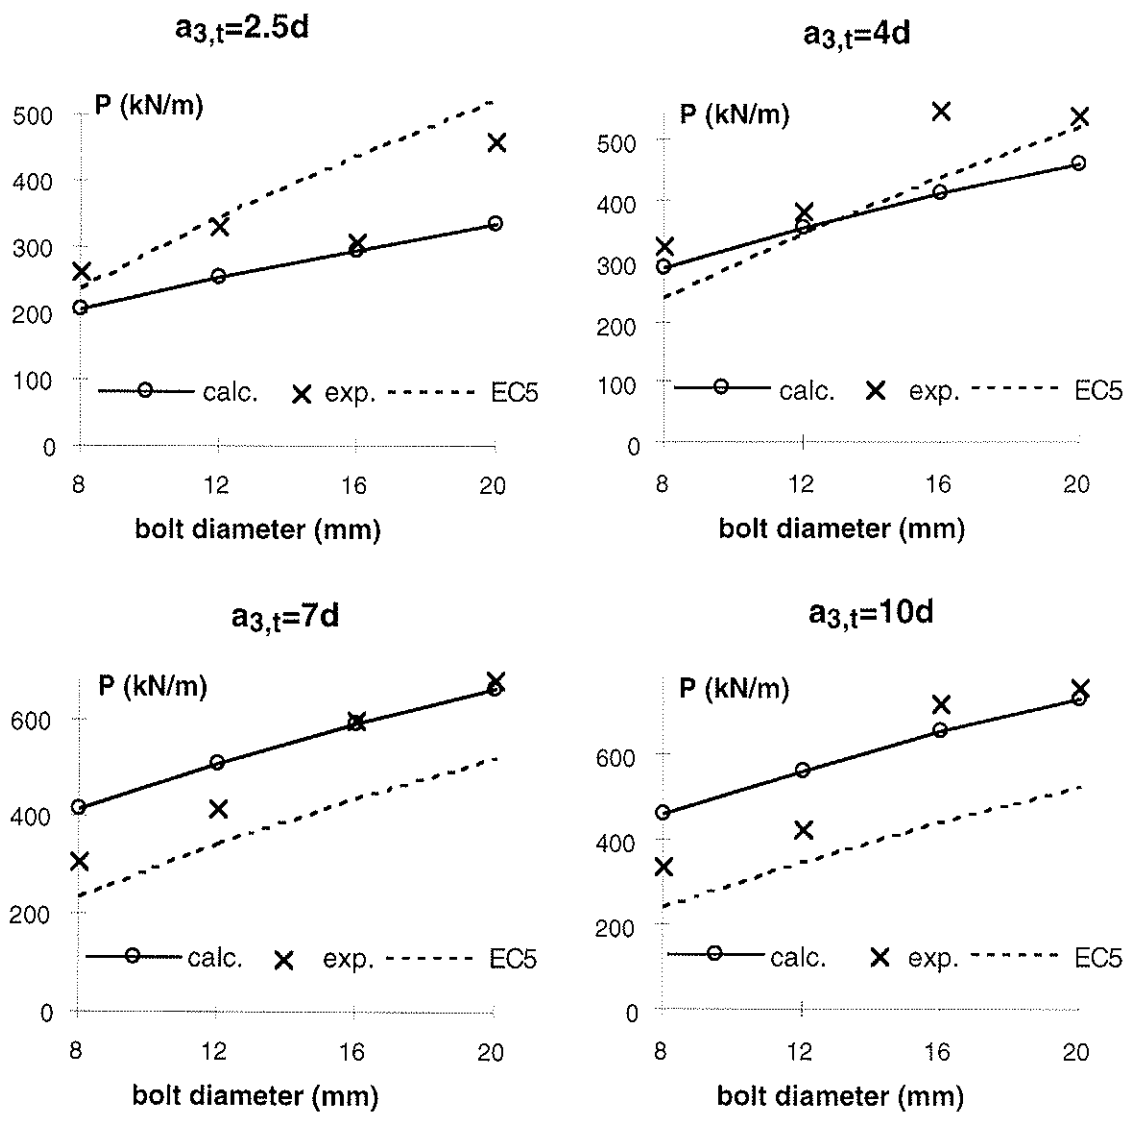 a3,t=2.5d
P (kN/m)
500
400
300
200
100
0
calc. exp. EC5
8 12 16 20
bolt diameter (mm)
a3,t=4d
P (kN/m)
500
400
300
200
100
0
calc. exp. EC5
8 12 16 20
bolt diameter (mm)
a3,t=7d
P (kN/m)
600
400
200
0
calc. exp. EC5
8 12 16 20
bolt diameter (mm)
a3,t=10d
P (kN/m)
600
400
200
0
calc. exp. EC5
8 12 16 20
bolt diameter (mm)